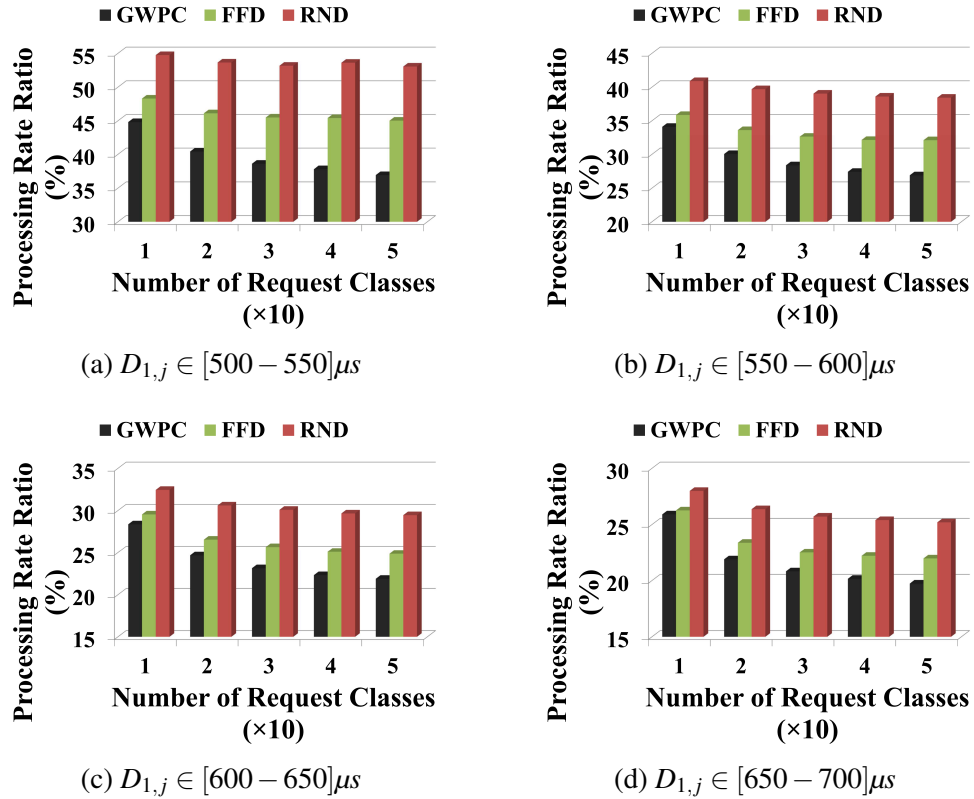 GWPC FFD RND
55
50
45
40
35
30
Processing Rate Ratio
(%)
1 2 3 4 5
Number of Request Classes
(×10)
(a) D1,j ∈ [500 – 550]μs
GWPC FFD RND
45
40
35
30
25
20
Processing Rate Ratio
(%)
1 2 3 4 5
Number of Request Classes
(×10)
(b) D1,j ∈ [550 – 600]μs
GWPC FFD RND
35
30
25
20
15
Processing Rate Ratio
(%)
1 2 3 4 5
Number of Request Classes
(×10)
(c) D1,j ∈ [600 – 650]μs
GWPC FFD RND
30
25
20
15
Processing Rate Ratio
(%)
1 2 3 4 5
Number of Request Classes
(×10)
(d) D1,j ∈ [650 – 700]μs